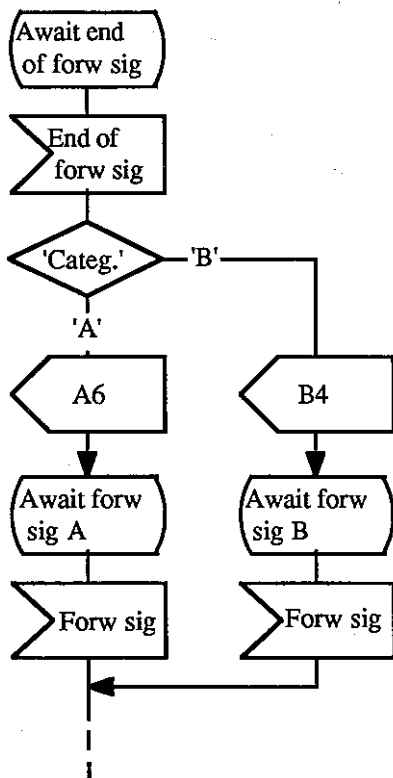 Await end
of forw sig
End of
forw sig
'Categ.'
'B'
'A'
A6
B4
Await forw
sig A
Await forw
sig B
Forw sig
Forw sig